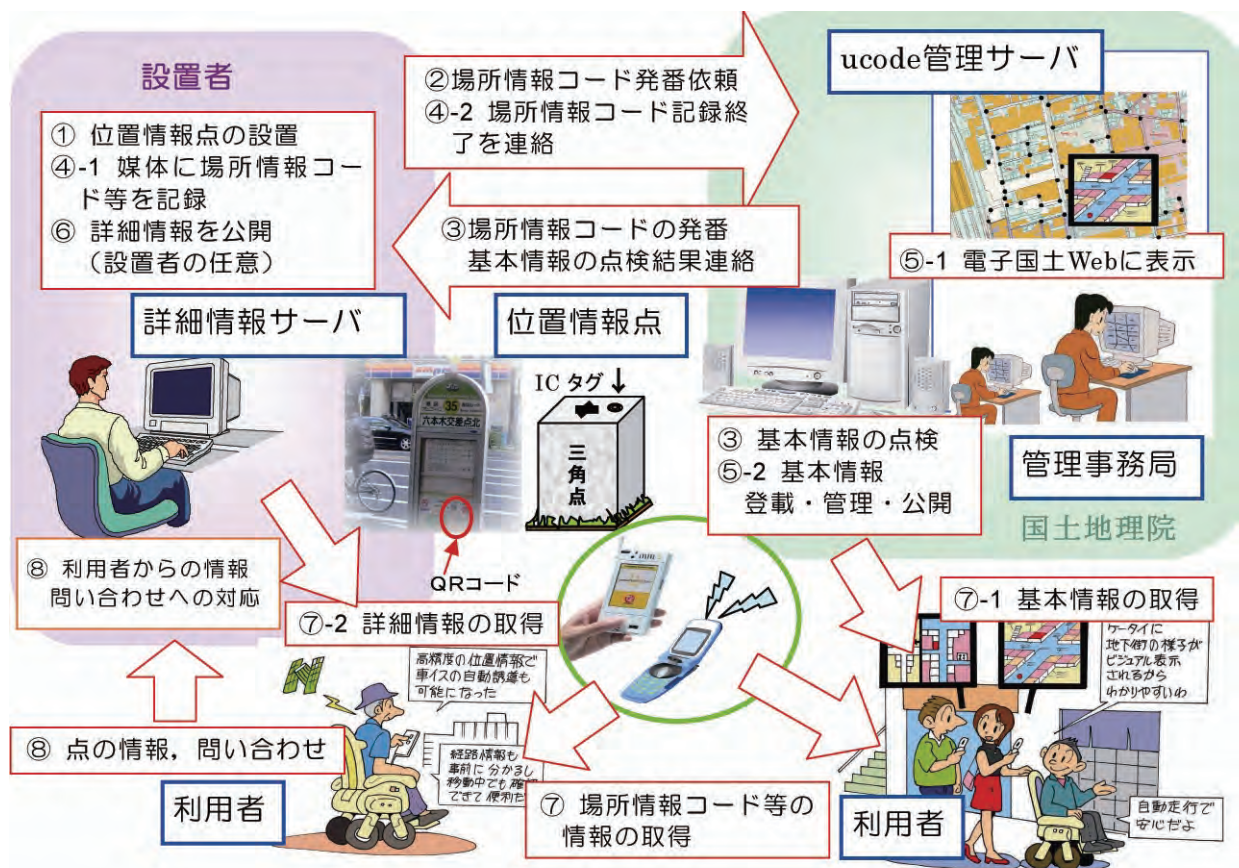 設置者
① 位置情報点の設置
④-1 媒体に場所情報コー
ド等を記録
⑥ 詳細情報を公開
(設置者の任意)
②場所情報コード発番依頼
④-2 場所情報コード記録終
了を連絡
③場所情報コードの発番
基本情報の点検結果連絡
ucode管理サーバ
⑤-1 電子国土Webに表示
詳細情報サーバ
位置情報点
ICタグ
三角点
35
六本木交差点北
QRコード
③ 基本情報の点検
⑤-2 基本情報
登載・管理・公開
管理事務局
国土地理院
⑧ 利用者からの情報
問い合わせへの対応
⑦-2 詳細情報の取得
⑦-1 基本情報の取得
高精度の位置情報で
車イスの自動誘導も
可能になった
経路情報も
事前に分かるし
移動中でも確認
できて便利だ
ケータイに
地下街の様子が
ビジュアル表示
されるから
わかりやすいわ
自動走行で
安心だよ
⑧ 点の情報,問い合わせ
利用者
⑦ 場所情報コード等の
情報の取得
利用者